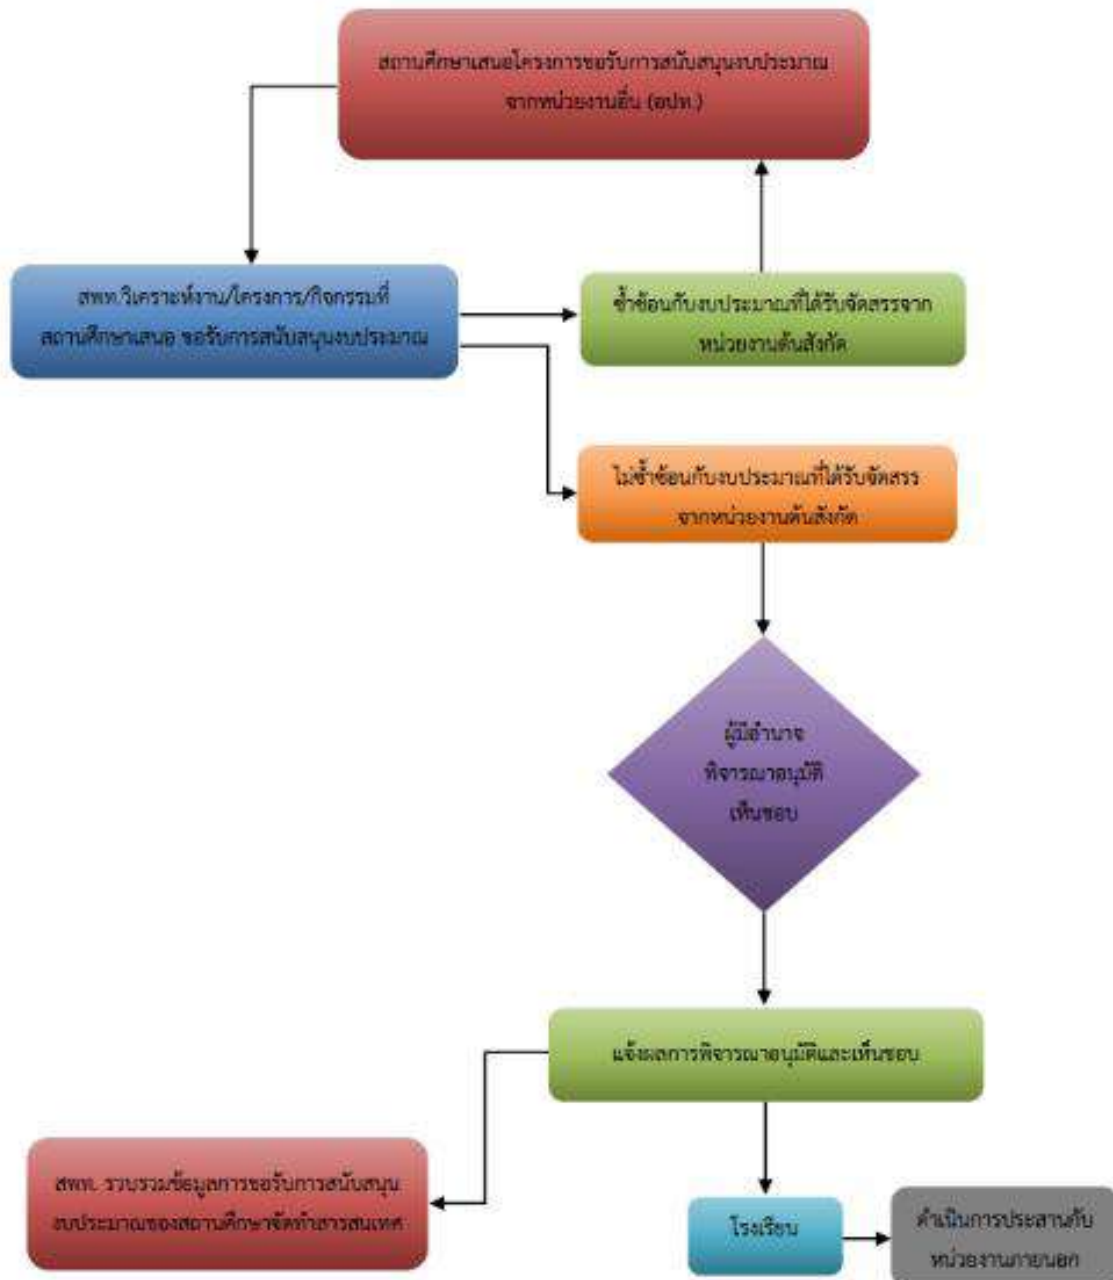 สถานศึกษาเสนอโครงการขอรับการสนับสนุนงบประมาณ
จากหน่วยงานอื่น (อปท.)
สพท.วิเคราะห์งาน/โครงการ/กิจกรรมที่
สถานศึกษาเสนอ ขอรับการสนับสนุนงบประมาณ
ซ้ำซ้อนกับงบประมาณที่ได้รับจัดสรรจาก
หน่วยงานต้นสังกัด
ไม่ซ้ำซ้อนกับงบประมาณที่ได้รับจัดสรร
จากหน่วยงานต้นสังกัด
ผู้มีอำนาจ
พิจารณาอนุมัติ
เห็นชอบ
แจ้งผลการพิจารณาอนุมัติและเห็นชอบ
สพท. รวบรวมข้อมูลการขอรับการสนับสนุน
งบประมาณของสถานศึกษาจัดทำสารสนเทศ
โรงเรียน
ดำเนินการประสานกับ
หน่วยงานภายนอก